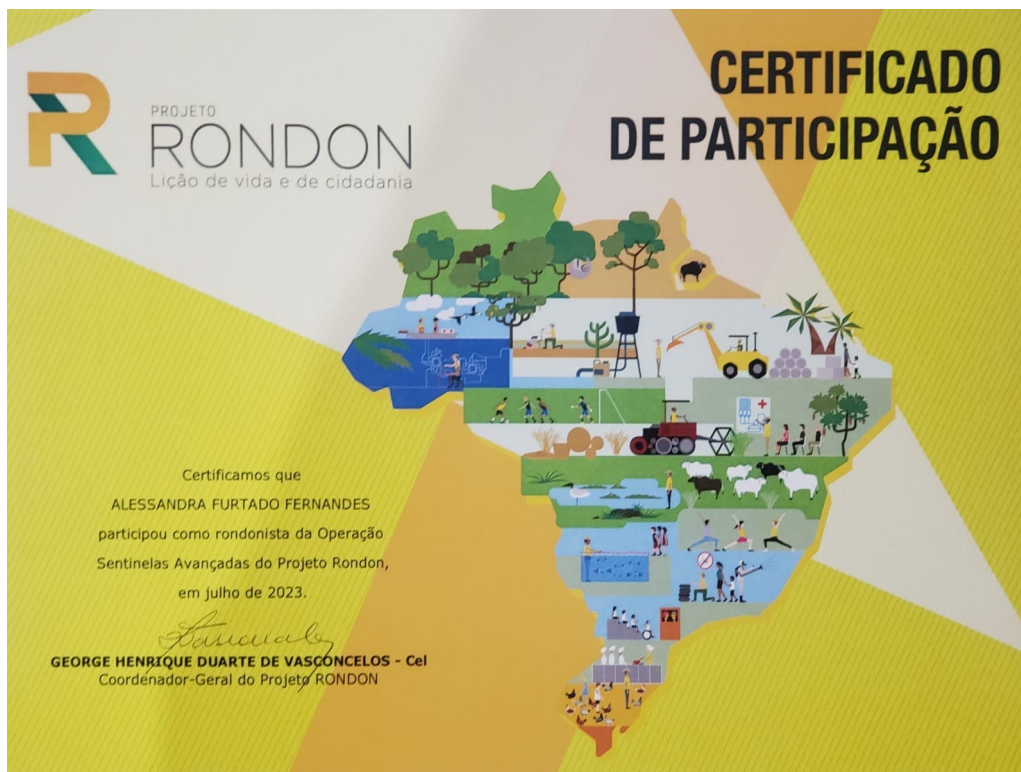 PROJETO
RONDON
Lição de vida e de cidadania
CERTIFICADO
DE PARTICIPAÇÃO
Certificamos que
ALESSANDRA FURTADO FERNANDES
participou como rondonista da Operação
Sentinelas Avançadas do Projeto Rondon,
em julho de 2023.
GEORGE HENRIQUE DUARTE DE VASCONCELOS - Cel
Coordenador-Geral do Projeto RONDON